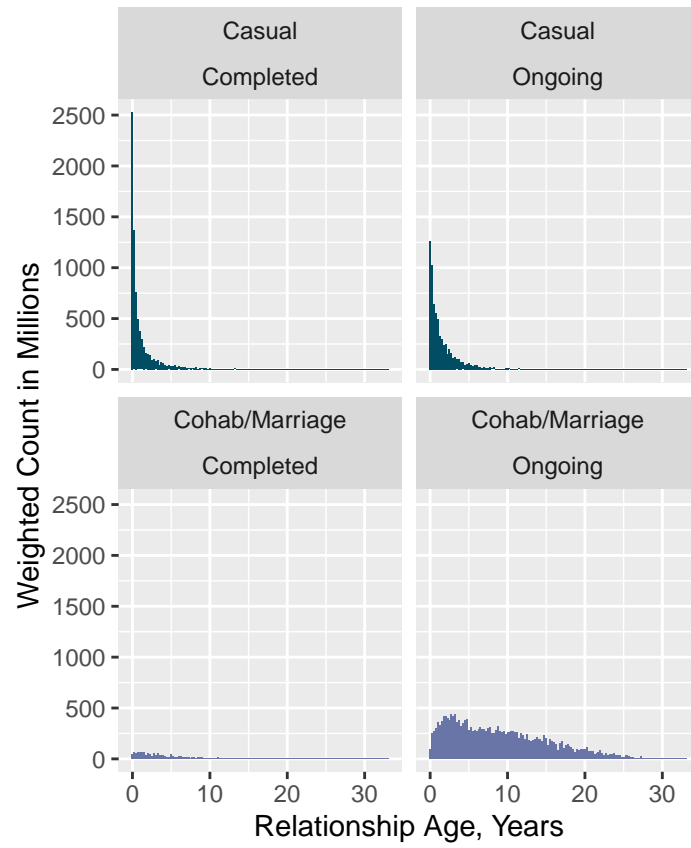 Casual
Completed
Casual
Ongoing
2500
2000
1500
1000
500
0
Cohab/Marriage
Completed
Cohab/Marriage
Ongoing
2500
2000
1500
1000
500
0
0 10 20 30
0 10 20 30
Relationship Age, Years
Weighted Count in Millions